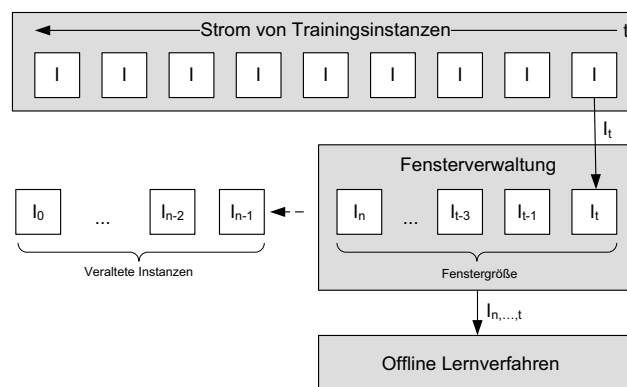 Strom von Trainingsinstanzen t
I I I I I I I I I
Iₜ
Fensterverwaltung
I₀ ... Iₙ₋₂ Iₙ₋₁ Iₙ ... Iₜ₋₃ Iₜ₋₁ Iₜ
Veraltete Instanzen Fenstergröße
Iₙ,...,ₜ
Offline Lernverfahren